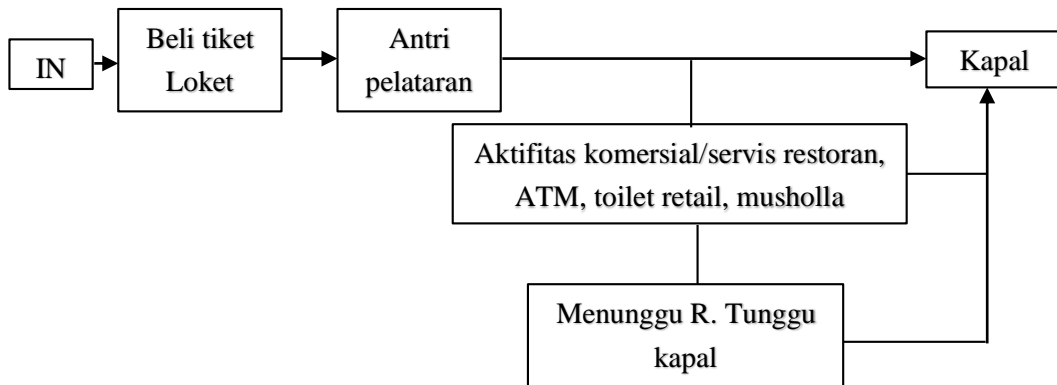 IN
Beli tiket
Loket
Antri
pelataran
Kapal
Aktifitas komersial/servis restoran,
ATM, toilet retail, musholla
Menunggu R. Tunggu
kapal